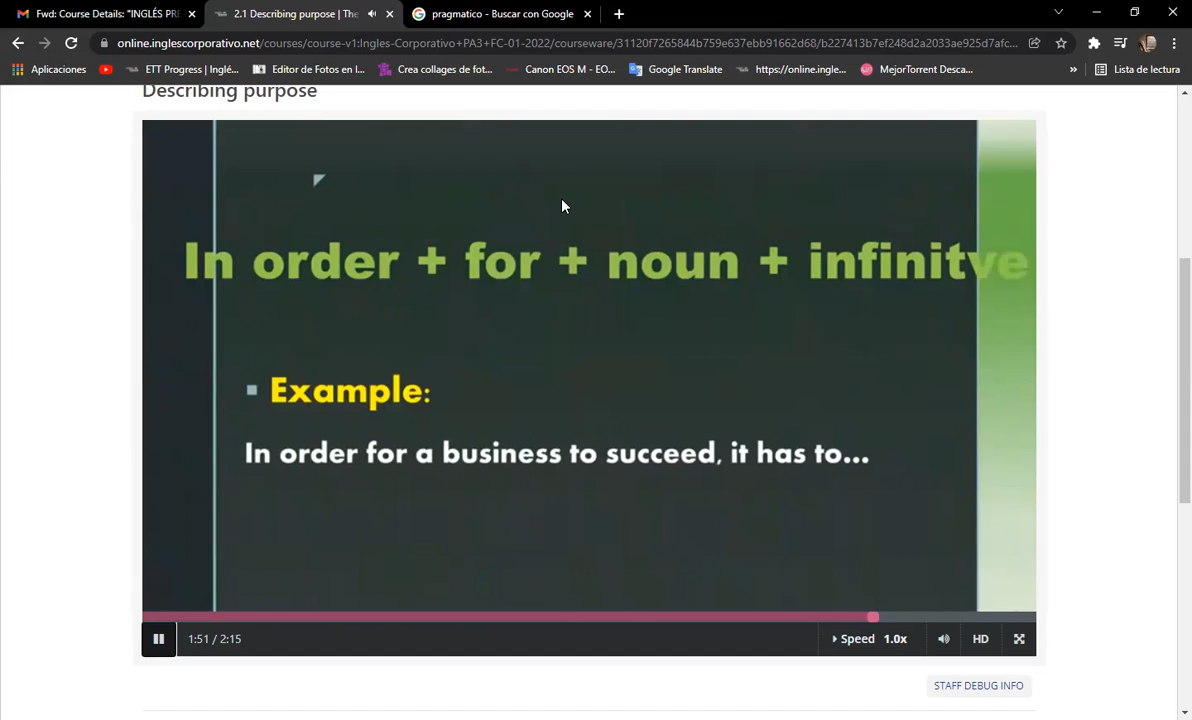 Fwd: Course Details: "INGLÉS PRE
2.1 Describing purpose | The
pragmatico - Buscar con Google
online.inglescorporativo.net/courses/course-v1:Ingles-Corporativo+PA3+FC-01-2022/courseware/31120f7265844b759e637ebb91662d68/b227413b7ef248d2a2033ae925d7afc...
Aplicaciones
ETT Progress | Inglé...
Editor de Fotos en l...
Crea collages de fot...
Canon EOS M - EO...
Google Translate
https://online.ingle...
MejorTorrent Desca...
»
Lista de lectura
Describing purpose
In order + for + noun + infinitve
Example:
In order for a business to succeed, it has to...
1:51 / 2:15
Speed 1.0x
HD
STAFF DEBUG INFO